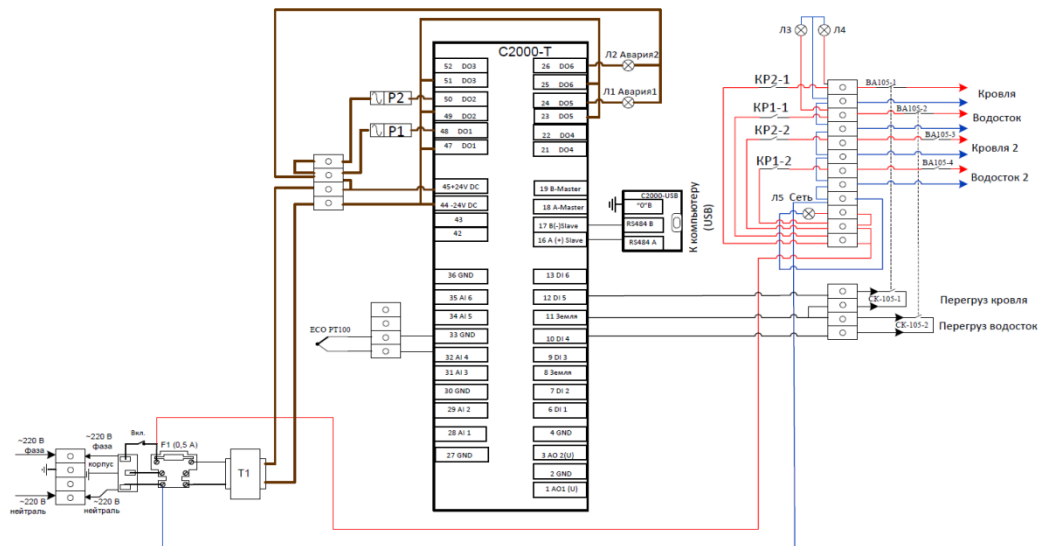 C2000-T
52 DO3
51 DO3
50 DO2
49 DO2
48 DO1
47 DO1
45+24V DC
44 -24V DC
43
42
36 GND
35 AI 6
34 AI 5
33 GND
32 AI 4
31 AI 3
30 GND
29 AI 2
28 AI 1
27 GND
26 DO6
25 DO6
24 DO5
23 DO5
22 DO4
21 DO4
19 B-Master
18 A-Master
17 B(-)Slave
16 A (+) Slave
13 DI 6
12 DI 5
11 Земля
10 DI 4
9 DI 3
8 Земля
7 DI 2
6 DI 1
4 GND
3 AO 2(U)
2 GND
1 AO1 (U)
P2
P1
Л2 Авария2
Л1 Авария1
C2000-USB
"0"В
RS484 B
RS484 A
К компьютеру
(USB)
Л3
Л4
КР2-1
КР1-1
КР2-2
КР1-2
Л5 Сеть
ВА105-1
ВА105-2
ВА105-3
ВА105-4
Кровля
Водосток
Кровля 2
Водосток 2
СК-105-1
СК-105-2
Перегруз кровля
Перегруз водосток
ECO PT100
~220 В
фаза
~220 В
фаза
Вкл.
F1 (0,5 А)
корпус
T1
~220 В
нейтраль
~220 В
нейтраль